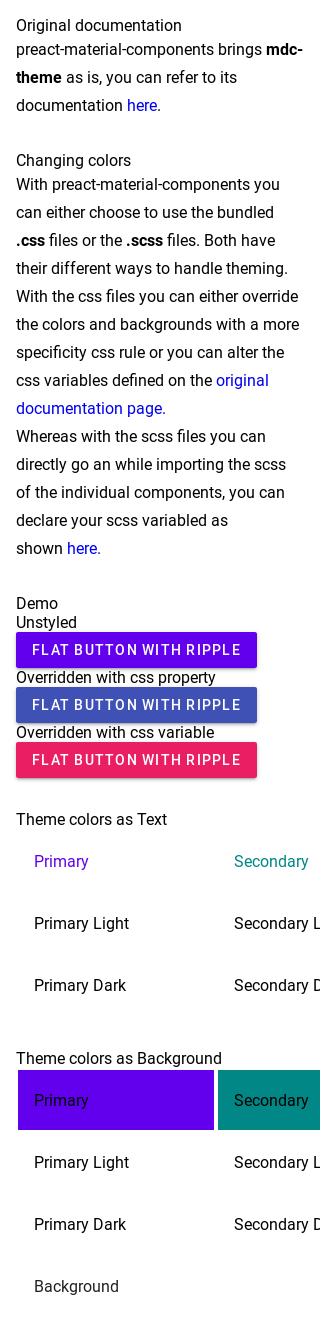 Original documentation
preact-material-components brings mdc-
theme as is, you can refer to its
documentation here.
Changing colors
With preact-material-components you
can either choose to use the bundled
.css files or the .scss files. Both have
their different ways to handle theming.
With the css files you can either override
the colors and backgrounds with a more
specificity css rule or you can alter the
css variables defined on the original
documentation page.
Whereas with the scss files you can
directly go an while importing the scss
of the individual components, you can
declare your scss variabled as
shown here.
Demo
Unstyled
FLAT BUTTON WITH RIPPLE
Overridden with css property
FLAT BUTTON WITH RIPPLE
Overridden with css variable
FLAT BUTTON WITH RIPPLE
Theme colors as Text
Primary Secondary
Primary Light Secondary L
Primary Dark Secondary D
Theme colors as Background
Primary Secondary
Primary Light Secondary L
Primary Dark Secondary D
Background